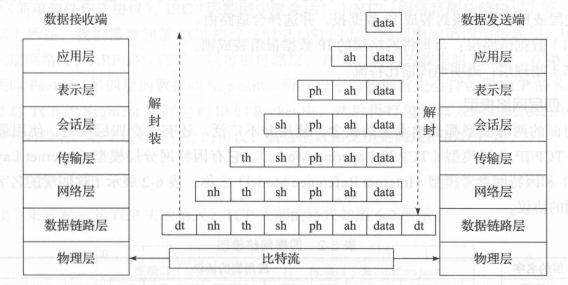 数据接收端
数据发送端
应用层
ah data
应用层
表示层
ph ah data
表示层
会话层
sh ph ah data
会话层
传输层
th sh ph ah data
传输层
网络层
nh th sh ph ah data
网络层
数据链路层
dt nh th sh ph ah data dt
数据链路层
物理层
比特流
物理层
解封装
解封